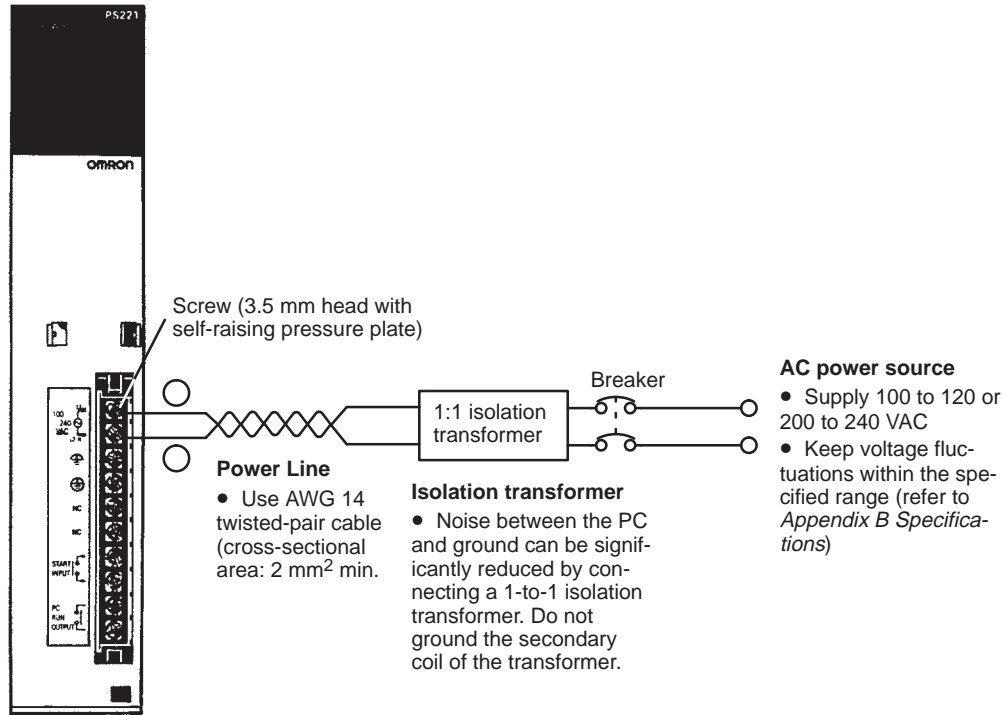 PS221
OMRON
Screw (3.5 mm head with
self-raising pressure plate)
100
240
VAC
NC
NC
START
INPUT
PC
RUN
OUTPUT
Power Line
• Use AWG 14
twisted-pair cable
(cross-sectional
area: 2 mm2 min.
1:1 isolation
transformer
Isolation transformer
• Noise between the PC
and ground can be signif-
icantly reduced by con-
necting a 1-to-1 isolation
transformer. Do not
ground the secondary
coil of the transformer.
Breaker
AC power source
• Supply 100 to 120 or
200 to 240 VAC
• Keep voltage fluc-
tuations within the spe-
cified range (refer to
Appendix B Specifica-
tions)